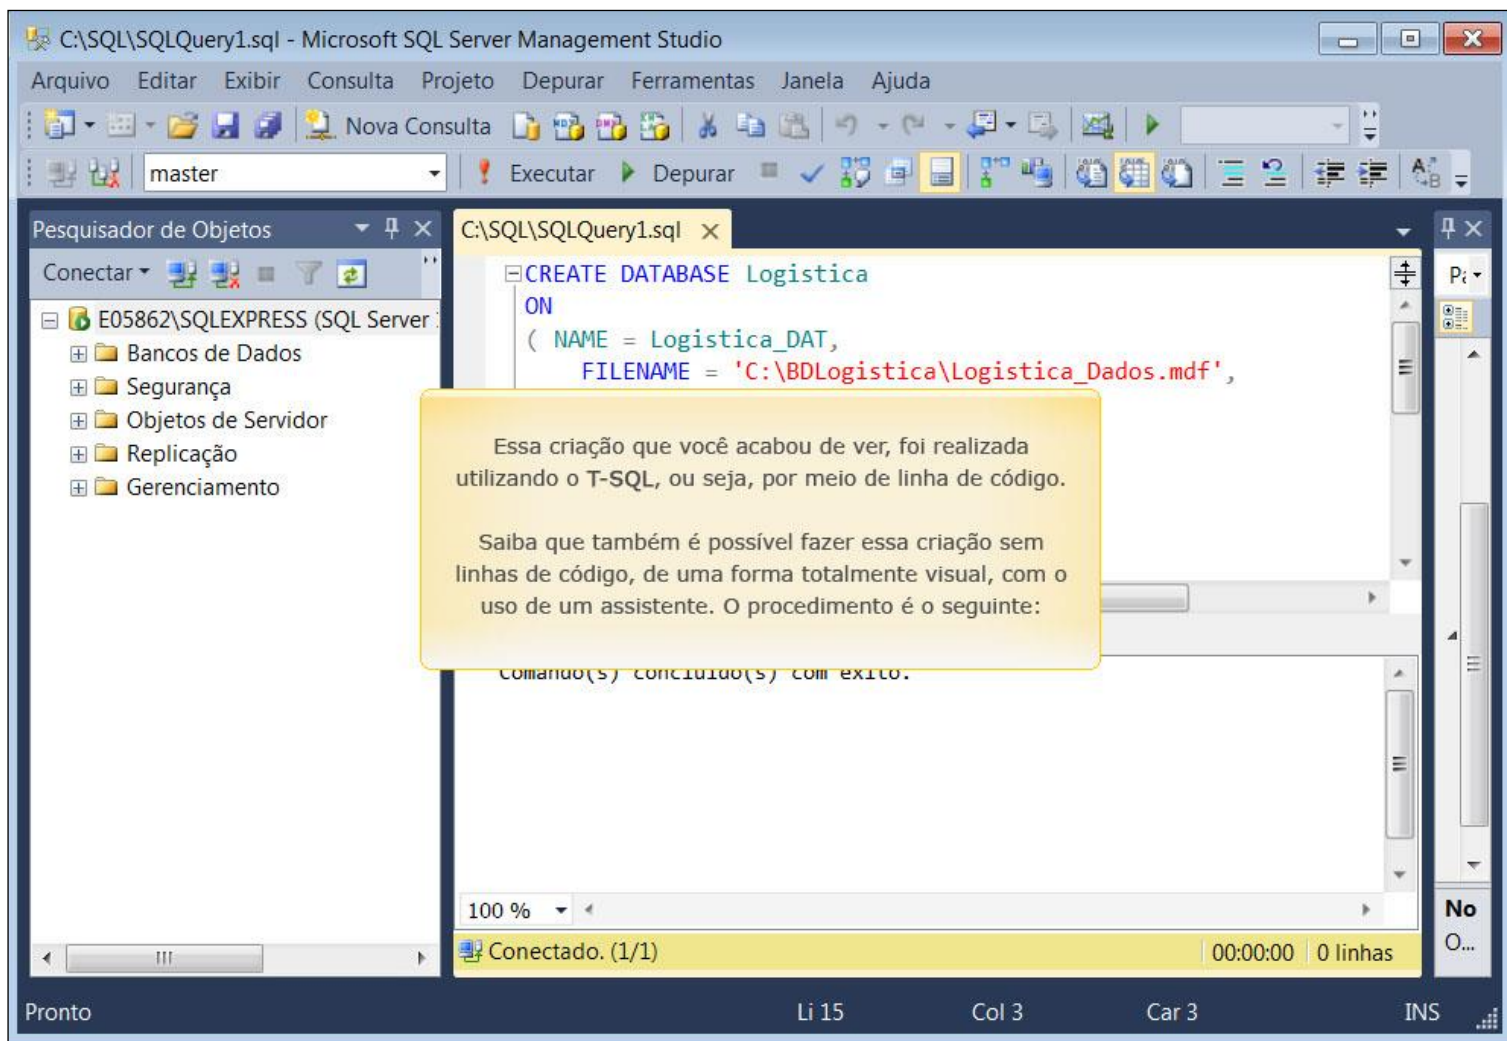 C:\SQL\SQLQuery1.sql - Microsoft SQL Server Management Studio
Arquivo Editar Exibir Consulta Projeto Depurar Ferramentas Janela Ajuda
Nova Consulta
master
Executar Depurar
Pesquisador de Objetos
Conectar
E05862\SQLEXPRESS (SQL Server
Bancos de Dados
Segurança
Objetos de Servidor
Replicação
Gerenciamento
C:\SQL\SQLQuery1.sql
CREATE DATABASE Logistica
ON
( NAME = Logistica_DAT,
FILENAME = 'C:\BDLogistica\Logistica_Dados.mdf',
Essa criação que você acabou de ver, foi realizada
utilizando o T-SQL, ou seja, por meio de linha de código.
Saiba que também é possível fazer essa criação sem
linhas de código, de uma forma totalmente visual, com o
uso de um assistente. O procedimento é o seguinte:
Comando(s) concluído(s) com êxito.
100 %
Conectado. (1/1)
00:00:00 0 linhas
No
O...
Pronto
Li 15 Col 3 Car 3 INS